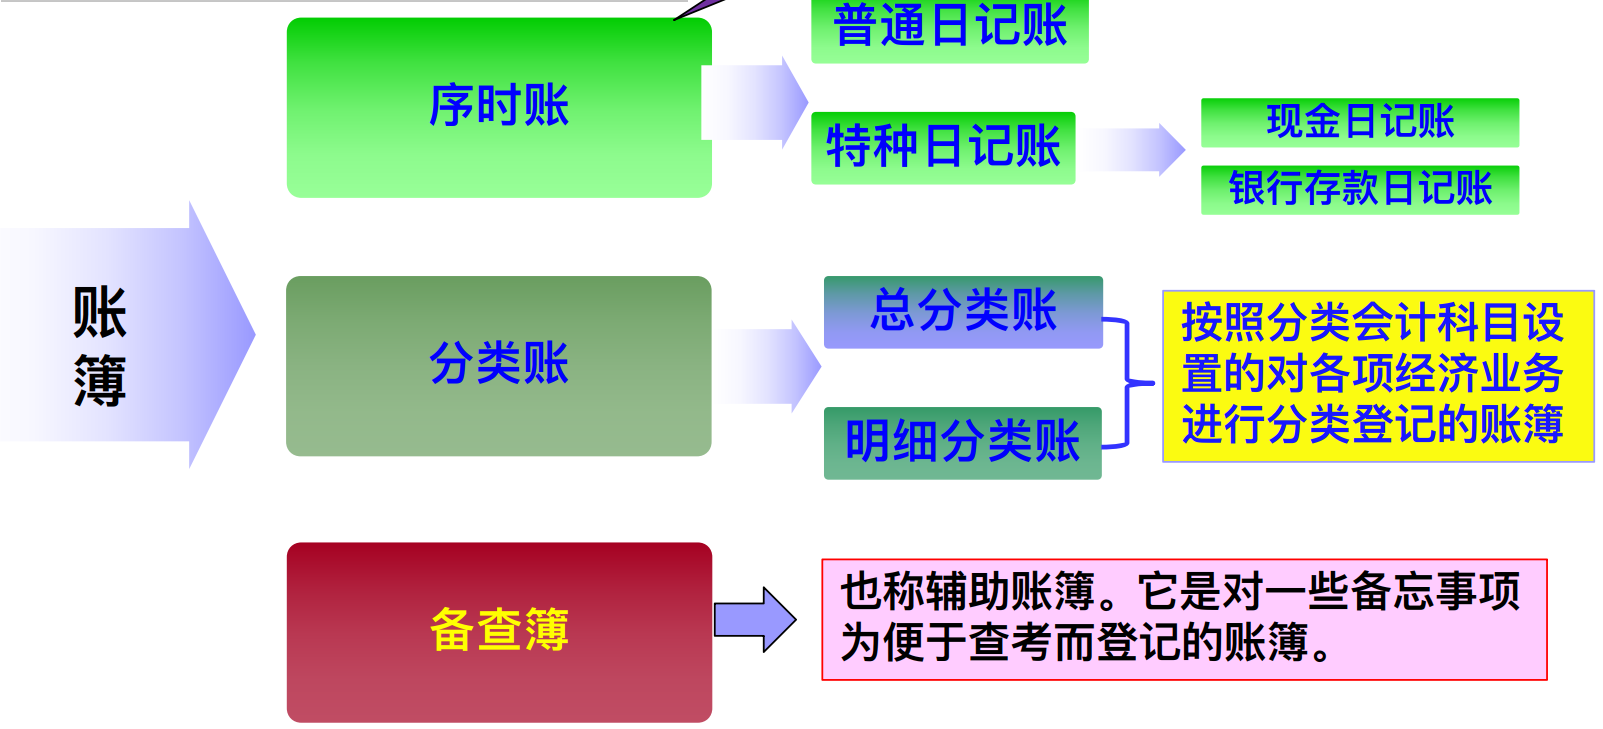 普通日记账
序时账
特种日记账
现金日记账
银行存款日记账
账
簿
分类账
总分类账
明细分类账
按照分类会计科目设
置的对各项经济业务
进行分类登记的账簿
备查簿
也称辅助账簿。它是对一些备忘事项
为便于查考而登记的账簿。